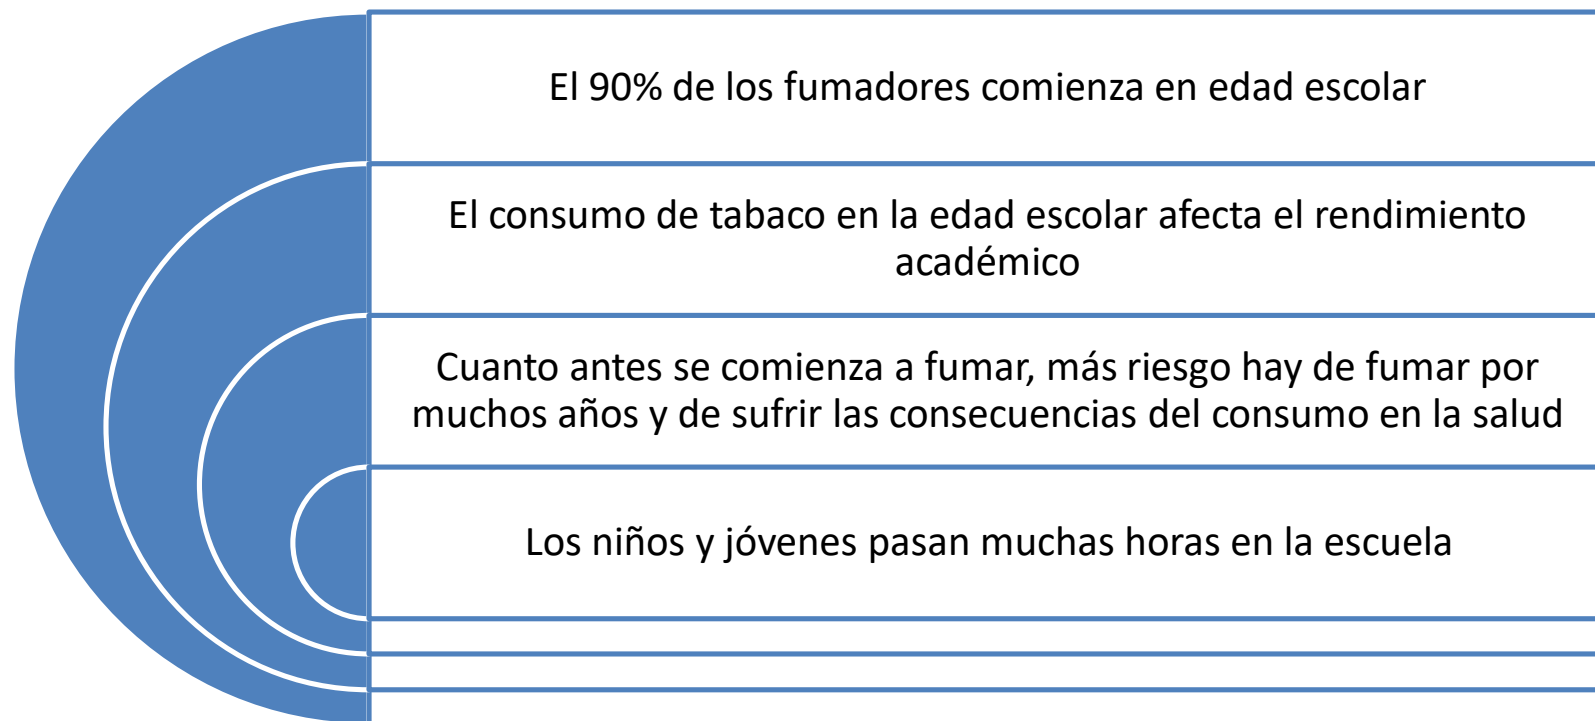 El 90% de los fumadores comienza en edad escolar
El consumo de tabaco en la edad escolar afecta el rendimiento
académico
Cuanto antes se comienza a fumar, más riesgo hay de fumar por
muchos años y de sufrir las consecuencias del consumo en la salud
Los niños y jóvenes pasan muchas horas en la escuela